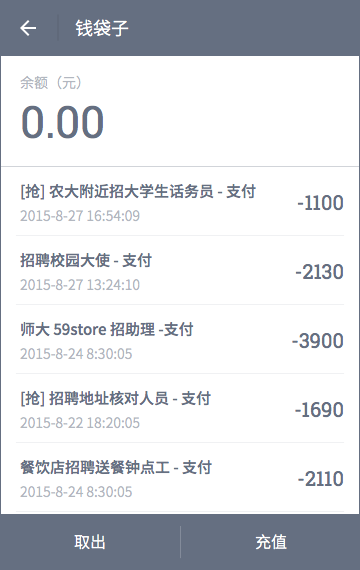 钱袋子
余额（元）
0.00
[抢] 农大附近招大学生话务员 - 支付
-1100
2015-8-27 16:54:09
招聘校园大使 - 支付
-2130
2015-8-27 13:24:10
师大 59store 招助理 -支付
-3900
2015-8-24 8:30:05
[抢] 招聘地址核对人员 - 支付
-1690
2015-8-22 18:20:05
餐饮店招聘送餐钟点工 - 支付
-2110
2015-8-24 8:30:05
取出
充值